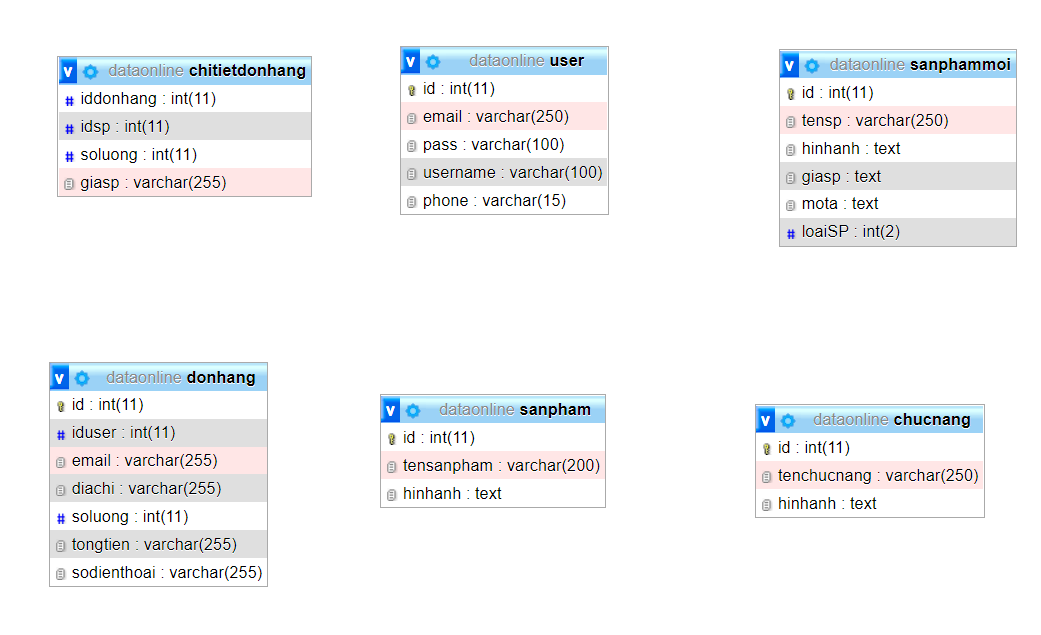 dataonline chitietdonhang
iddonhang : int(11)
idsp : int(11)
soluong : int(11)
giasp : varchar(255)
dataonline user
id : int(11)
email : varchar(250)
pass : varchar(100)
username : varchar(100)
phone : varchar(15)
dataonline sanphammoi
id : int(11)
tensp : varchar(250)
hinhanh : text
giasp : text
mota : text
loaiSP : int(2)
dataonline donhang
id : int(11)
iduser : int(11)
email : varchar(255)
diachi : varchar(255)
soluong : int(11)
tongtien : varchar(255)
sodienthoai : varchar(255)
dataonline sanpham
id : int(11)
tensanpham : varchar(200)
hinhanh : text
dataonline chucnang
id : int(11)
tenchucnang : varchar(250)
hinhanh : text